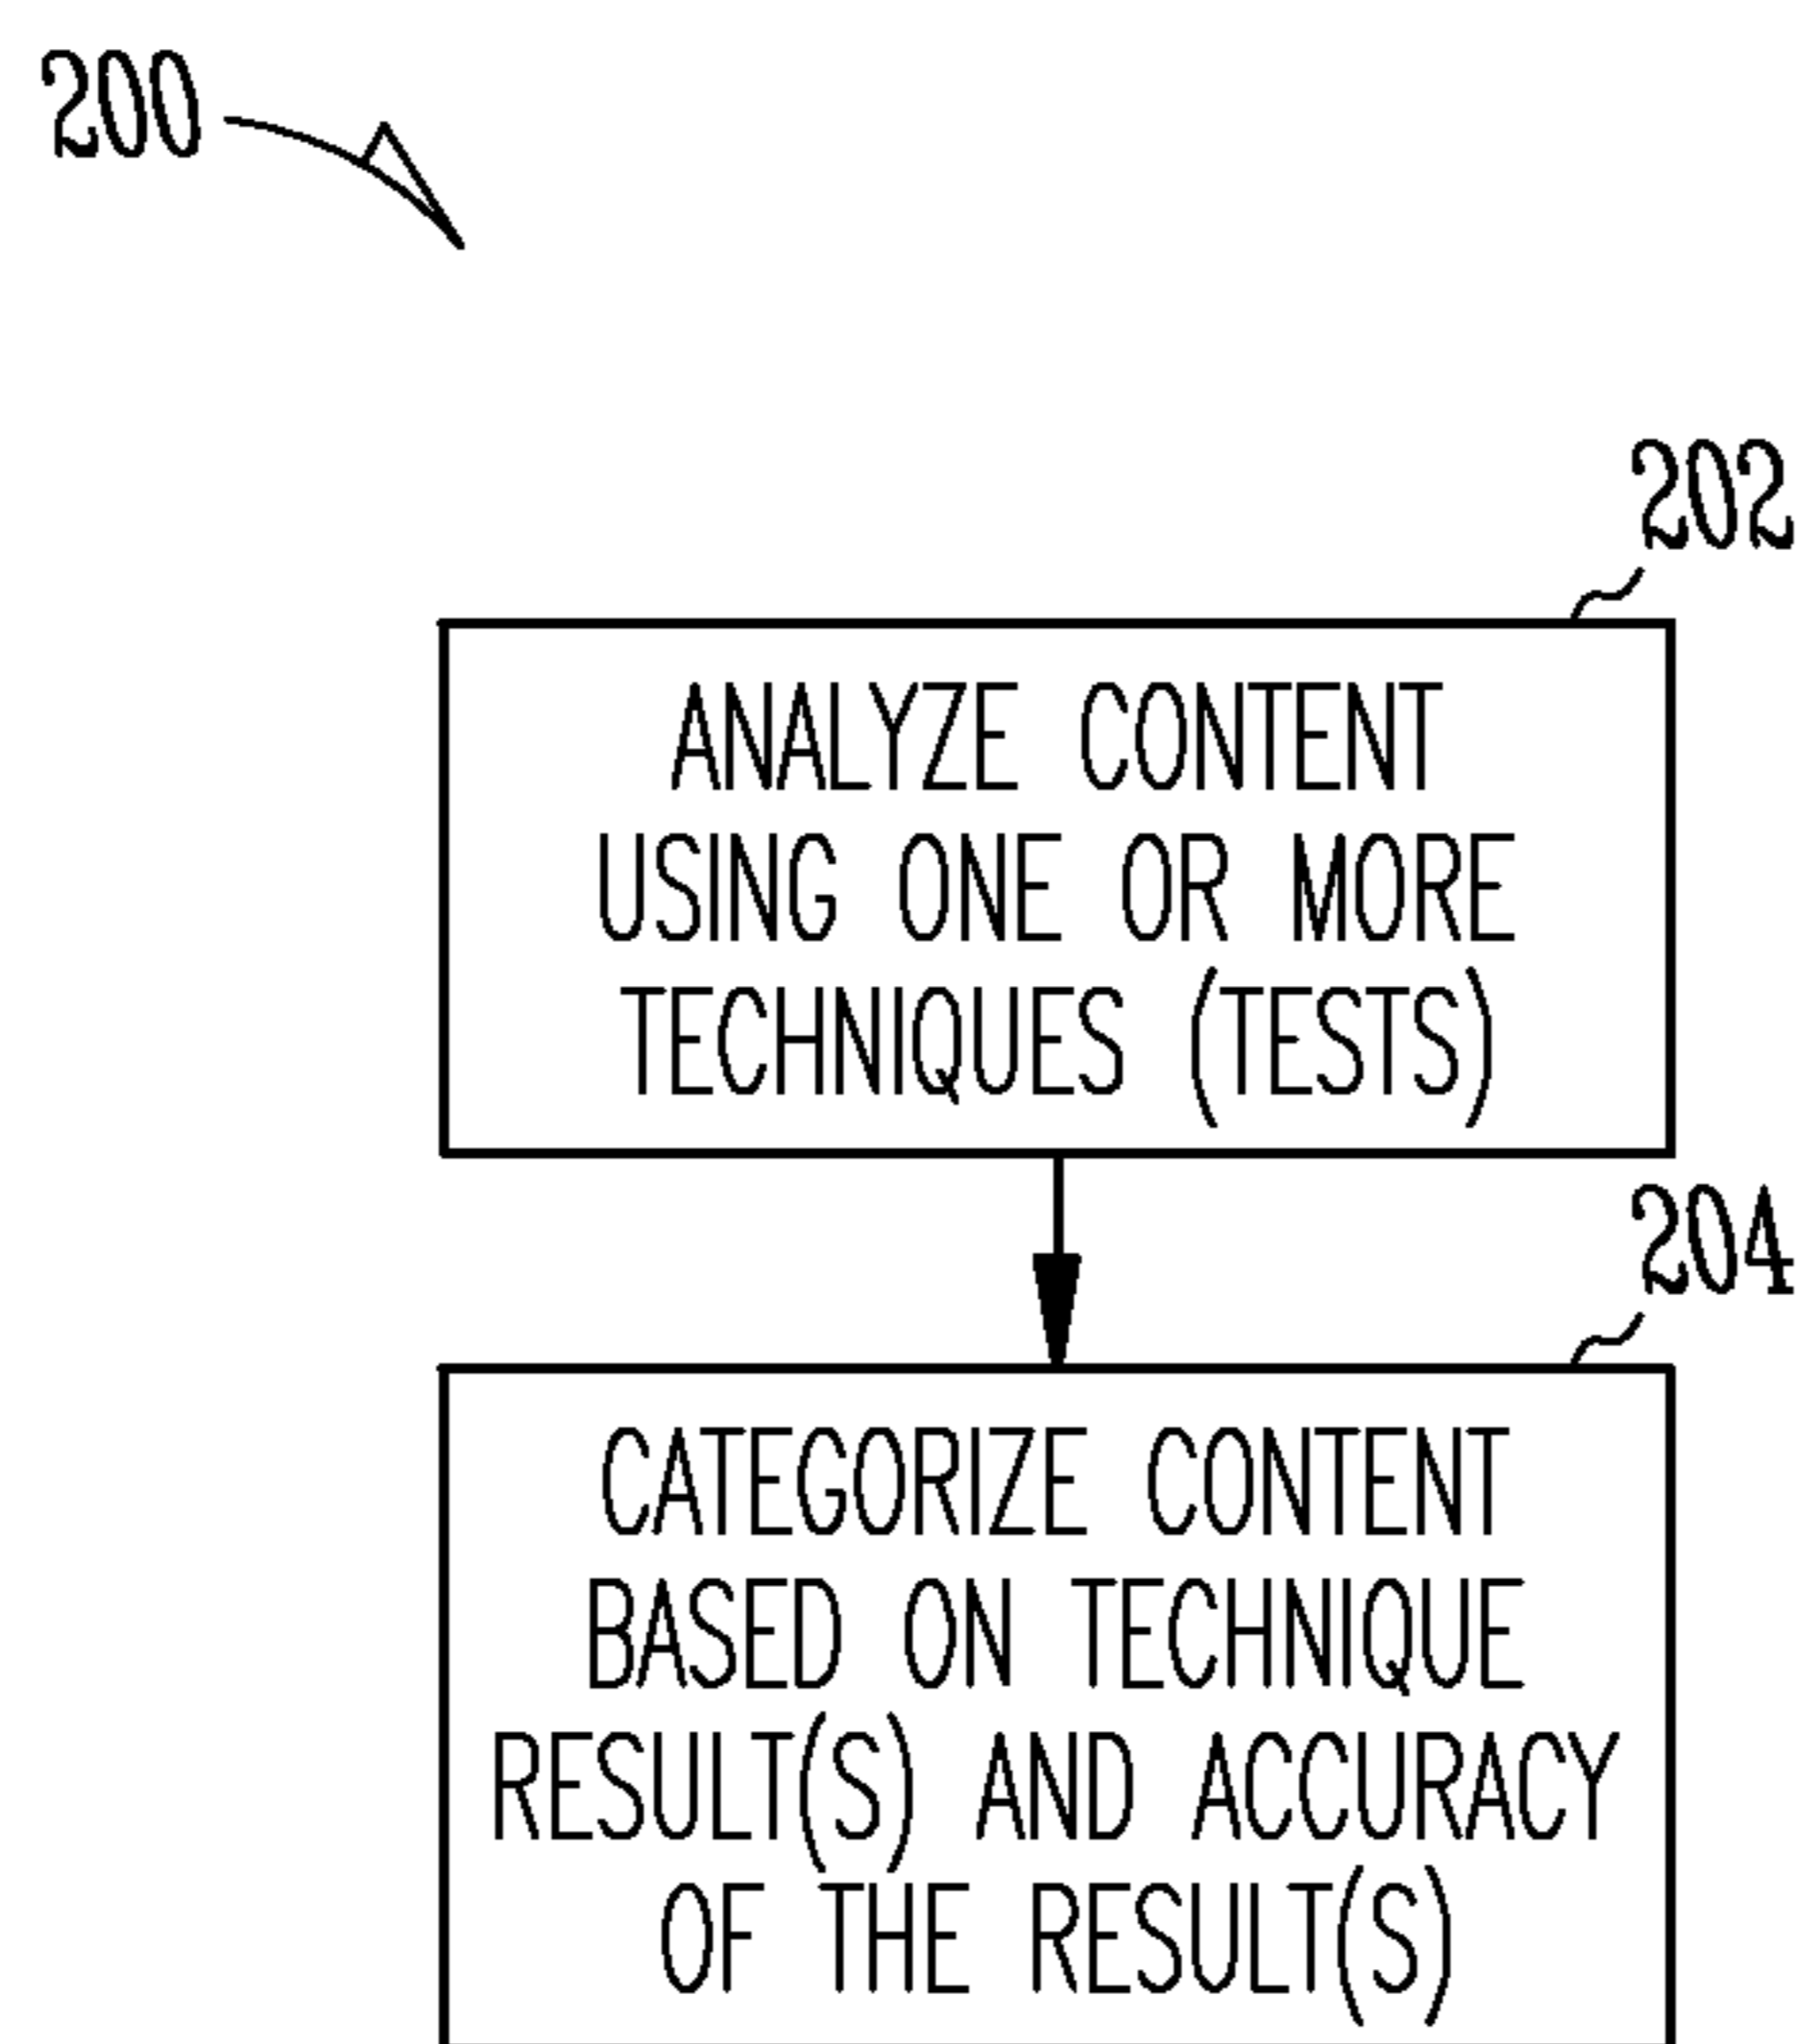 200
202
ANALYZE CONTENT
USING ONE OR MORE
TECHNIQUES (TESTS)
204
CATEGORIZE CONTENT
BASED ON TECHNIQUE
RESULT(S) AND ACCURACY
OF THE RESULT(S)